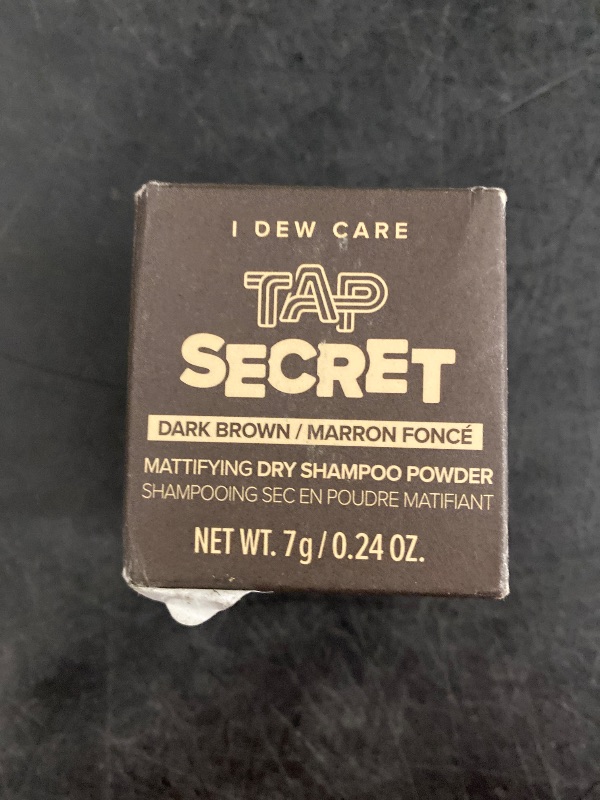 I DEW CARE
TAP
SECRET
DARK BROWN / MARRON FONCÉ
MATTIFYING DRY SHAMPOO POWDER
SHAMPOOING SEC EN POUDRE MATIFIANT
NET WT. 7g / 0.24 OZ.